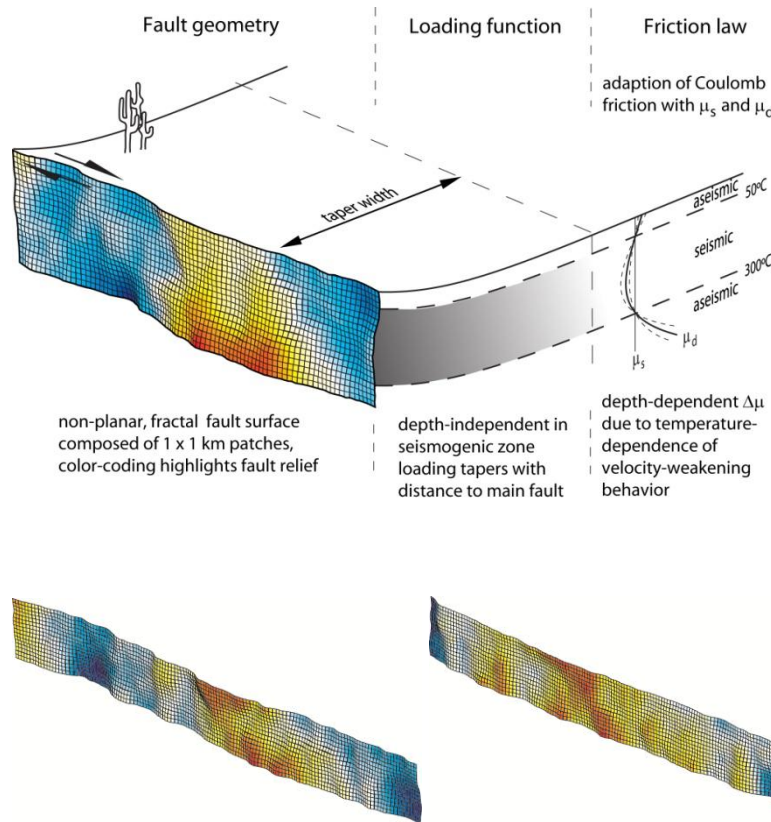 Fault geometry
Loading function
Friction law
adaption of Coulomb
friction with μs and μd
taper width
aseismic
50ºC
seismic
300ºC
aseismic
μs
μd
non-planar, fractal fault surface
composed of 1 x 1 km patches,
color-coding highlights fault relief
depth-independent in
seismogenic zone
loading tapers with
distance to main fault
depth-dependent Δμ
due to temperature-
dependence of
velocity-weakening
behavior